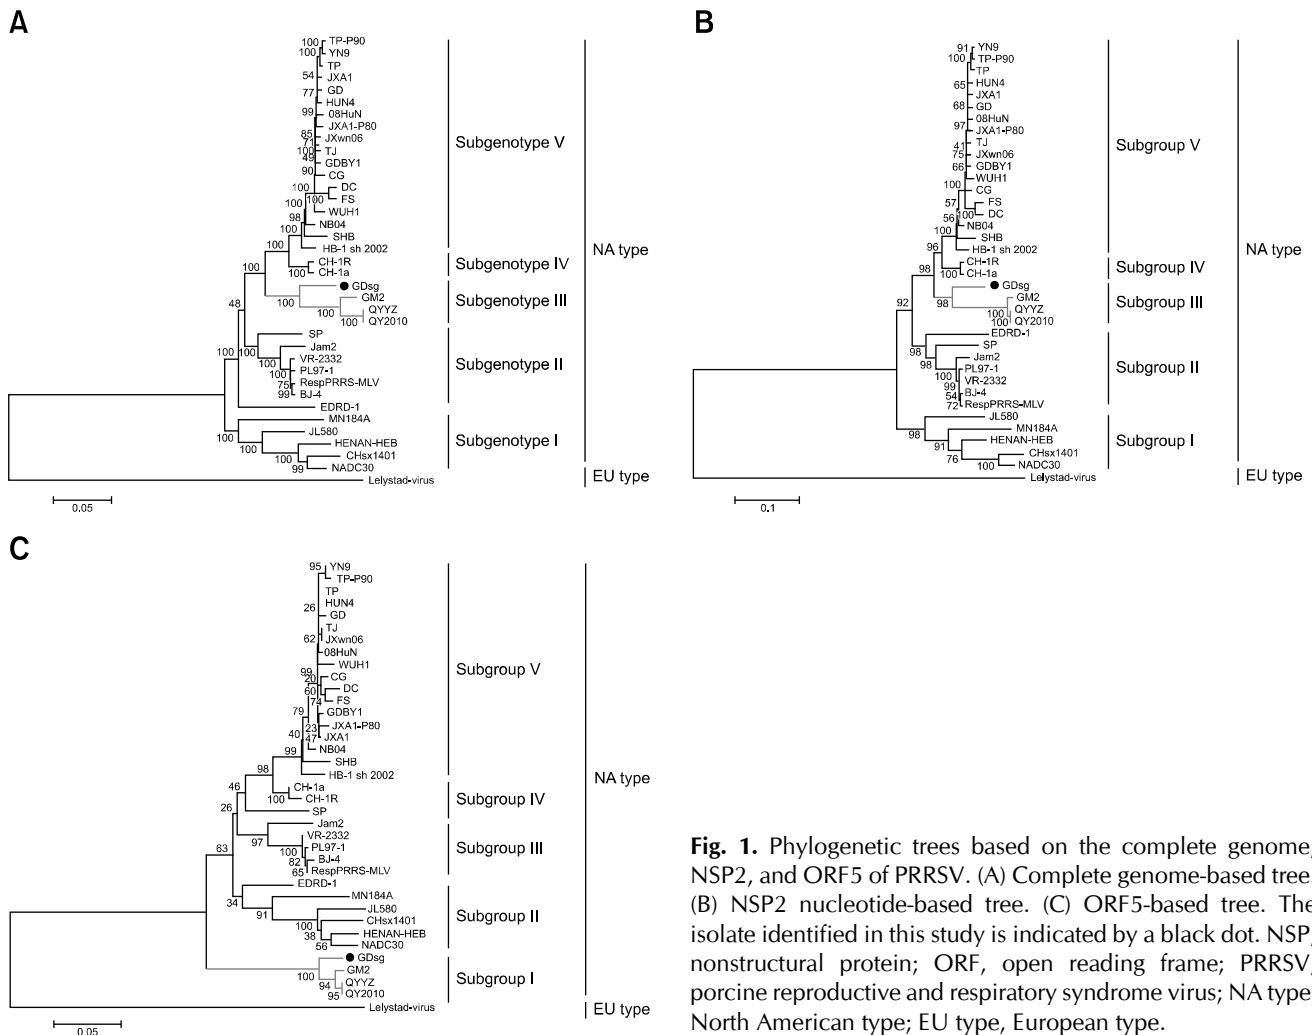 A
100
TP-P90
100
YN9
TP
54
JXA1
77
GD
HUN4
99
08HuN
JXA1-P80
85
JXwn06
71
100
TJ
49
GDBY1
90
CG
100
DC
100
FS
WUH1
98
NB04
100
SHB
HB-1 sh 2002
100
CH-1R
100
CH-1a
GDsg
100
GM2
100
QYYZ
100
QY2010
48
SP
100
100
Jam2
100
VR-2332
100
PL97-1
75
RespPRRS-MLV
99
BJ-4
EDRD-1
MN184A
100
JL580
100
HENAN-HEB
100
CHsx1401
99
NADC30
Lelystad-virus
0.05
Subgenotype V
Subgenotype IV
Subgenotype III
Subgenotype II
Subgenotype I
NA type
EU type
B
91
YN9
100
TP-P90
TP
65
HUN4
JXA1
68
GD
08HuN
97
JXA1-P80
TJ
41
75
JXwn06
66
GDBY1
WUH1
100
CG
57
FS
100
DC
56
NB04
100
SHB
96
HB-1 sh 2002
CH-1R
100
CH-1a
98
GDsg
98
GM2
QYYZ
100
100
QY2010
92
EDRD-1
98
SP
98
Jam2
100
PL97-1
99
VR-2332
54
BJ-4
72
RespPRRS-MLV
JL580
98
MN184A
91
HENAN-HEB
76
CHsx1401
100
NADC30
Lelystad-virus
0.1
Subgroup V
Subgroup IV
Subgroup III
Subgroup II
Subgroup I
NA type
EU type
C
95
YN9
TP-P90
TP
26
HUN4
GD
TJ
62
JXwn06
08HuN
WUH1
99
20
CG
60
DC
74
FS
79
GDBY1
23
JXA1-P80
40
47
JXA1
99
NB04
SHB
98
HB-1 sh 2002
CH-1a
100
CH-1R
46
SP
26
Jam2
97
VR-2332
100
PL97-1
82
BJ-4
65
RespPRRS-MLV
63
EDRD-1
34
MN184A
91
JL580
100
CHsx1401
38
HENAN-HEB
56
NADC30
GDsg
100
GM2
94
QYYZ
95
QY2010
Lelystad-virus
0.05
Subgroup V
Subgroup IV
Subgroup III
Subgroup II
Subgroup I
NA type
EU type
Fig. 1. Phylogenetic trees based on the complete genome,
NSP2, and ORF5 of PRRSV. (A) Complete genome-based tree.
(B) NSP2 nucleotide-based tree. (C) ORF5-based tree. The
isolate identified in this study is indicated by a black dot. NSP,
nonstructural protein; ORF, open reading frame; PRRSV,
porcine reproductive and respiratory syndrome virus; NA type,
North American type; EU type, European type.